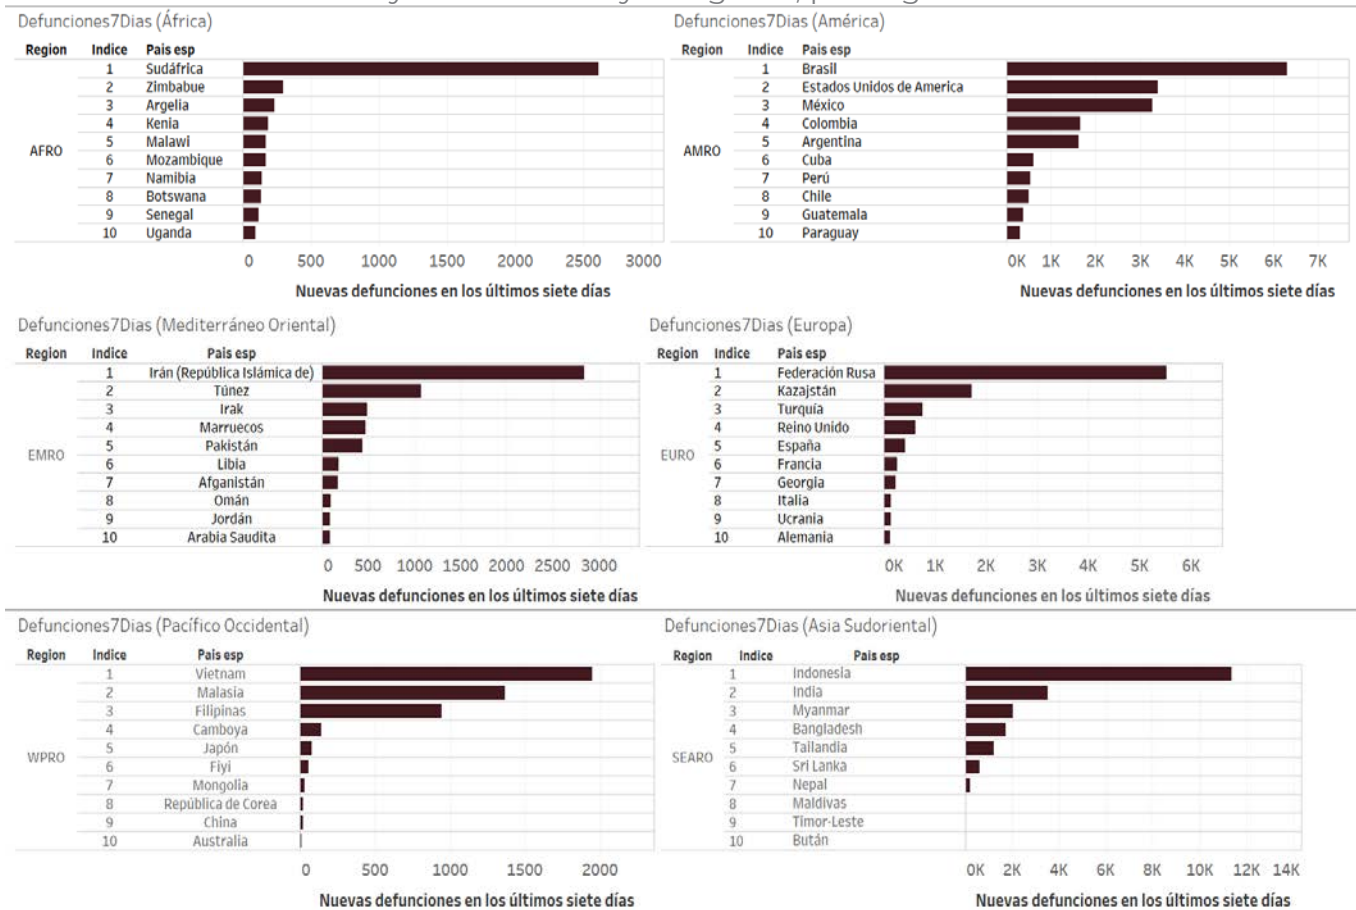 Defunciones7Dias (África)
Region Indice Pais esp
AFRO
1 Sudáfrica
2 Zimbabue
3 Argelia
4 Kenia
5 Malawi
6 Mozambique
7 Namibia
8 Botswana
9 Senegal
10 Uganda
0 500 1000 1500 2000 2500 3000
Nuevas defunciones en los últimos siete días
Defunciones7Dias (América)
Region Indice Pais esp
AMRO
1 Brasil
2 Estados Unidos de America
3 México
4 Colombia
5 Argentina
6 Cuba
7 Perú
8 Chile
9 Guatemala
10 Paraguay
0K 1K 2K 3K 4K 5K 6K 7K
Nuevas defunciones en los últimos siete días
Defunciones7Dias (Mediterráneo Oriental)
Region Indice Pais esp
EMRO
1 Irán (República Islámica de)
2 Túnez
3 Irak
4 Marruecos
5 Pakistán
6 Libia
7 Afganistán
8 Omán
9 Jordán
10 Arabia Saudita
0 500 1000 1500 2000 2500 3000
Nuevas defunciones en los últimos siete días
Defunciones7Dias (Europa)
Region Indice Pais esp
EURO
1 Federación Rusa
2 Kazajstán
3 Turquía
4 Reino Unido
5 España
6 Francia
7 Georgia
8 Italia
9 Ucrania
10 Alemania
0K 1K 2K 3K 4K 5K 6K
Nuevas defunciones en los últimos siete días
Defunciones7Dias (Pacífico Occidental)
Region Indice Pais esp
WPRO
1 Vietnam
2 Malasia
3 Filipinas
4 Camboya
5 Japón
6 Fiyi
7 Mongolia
8 República de Corea
9 China
10 Australia
0 500 1000 1500 2000
Nuevas defunciones en los últimos siete días
Defunciones7Dias (Asia Sudoriental)
Region Indice Pais esp
SEARO
1 Indonesia
2 India
3 Myanmar
4 Bangladesh
5 Tailandia
6 Sri Lanka
7 Nepal
8 Maldivas
9 Timor-Leste
10 Bután
0K 2K 4K 6K 8K 10K 12K 14K
Nuevas defunciones en los últimos siete días